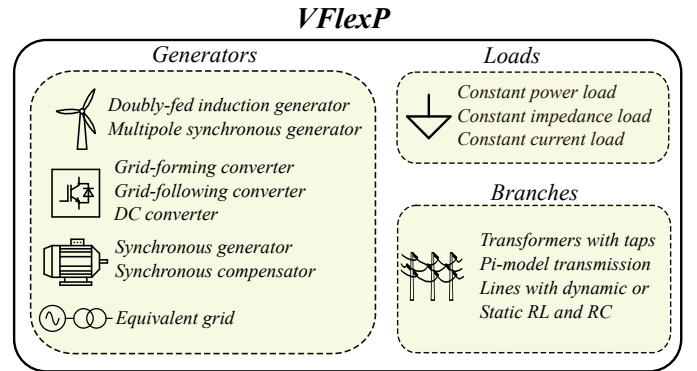 VFlexP
Generators
Doubly-fed induction generator
Multipole synchronous generator
Grid-forming converter
Grid-following converter
DC converter
Synchronous generator
Synchronous compensator
Equivalent grid
Loads
Constant power load
Constant impedance load
Constant current load
Branches
Transformers with taps
Pi-model transmission
Lines with dynamic or
Static RL and RC